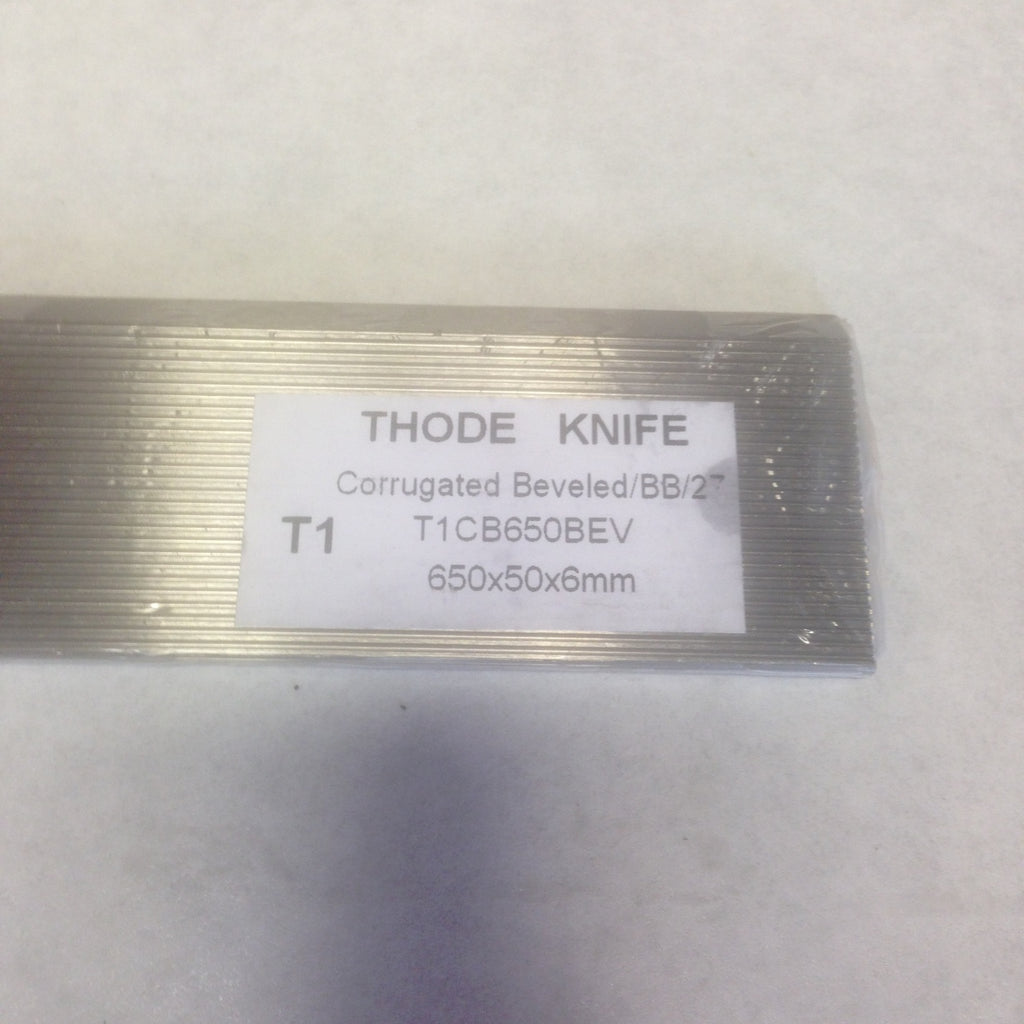 THODE KNIFE
Corrugated Beveled/BB/27
T1
T1CB650BEV
650x50x6mm